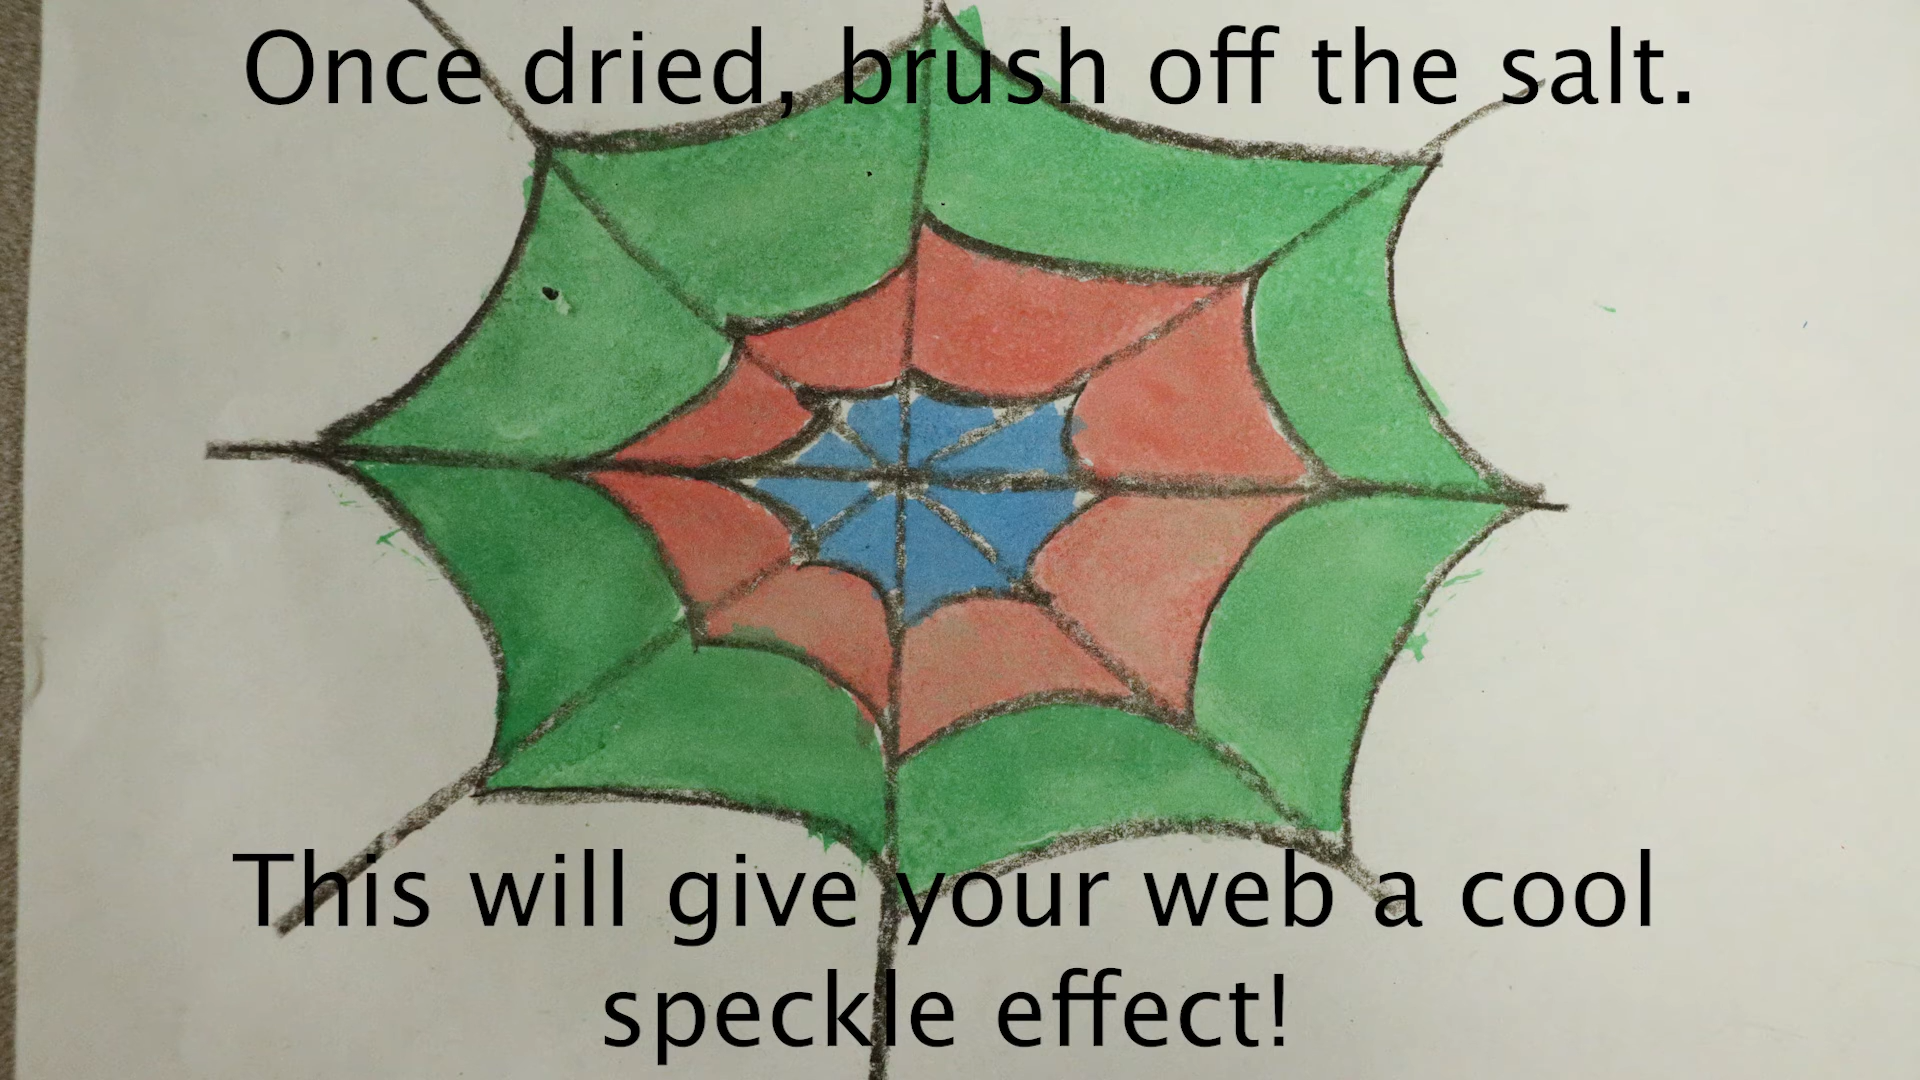 Once dried, brush off the salt.
This will give your web a cool
speckle effect!